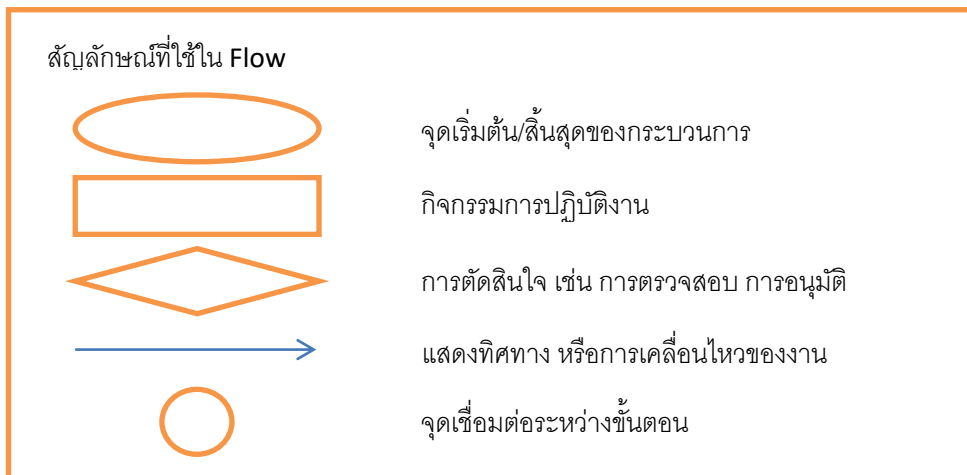 สัญลักษณ์ที่ใช้ใน Flow
จุดเริ่มต้น/สิ้นสุดของกระบวนการ
กิจกรรมการปฏิบัติงาน
การตัดสินใจ เช่น การตรวจสอบ การอนุมัติ
แสดงทิศทาง หรือการเคลื่อนไหวของงาน
จุดเชื่อมต่อระหว่างขั้นตอน